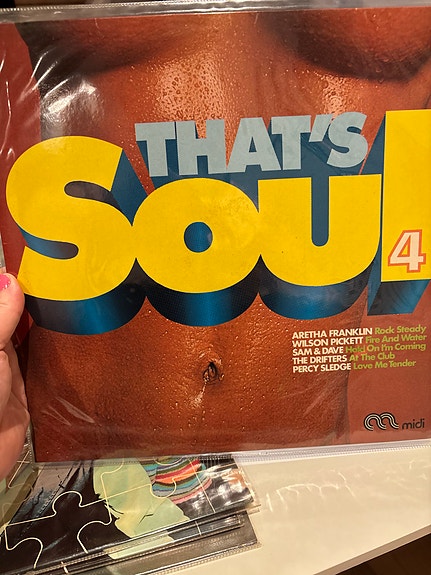 THAT'S
Soul
4
ARETHA FRANKLIN Rock Steady
WILSON PICKETT Fire And Water
SAM & DAVE Hold On I'm Coming
THE DRIFTERS At The Club
PERCY SLEDGE Love Me Tender
midi